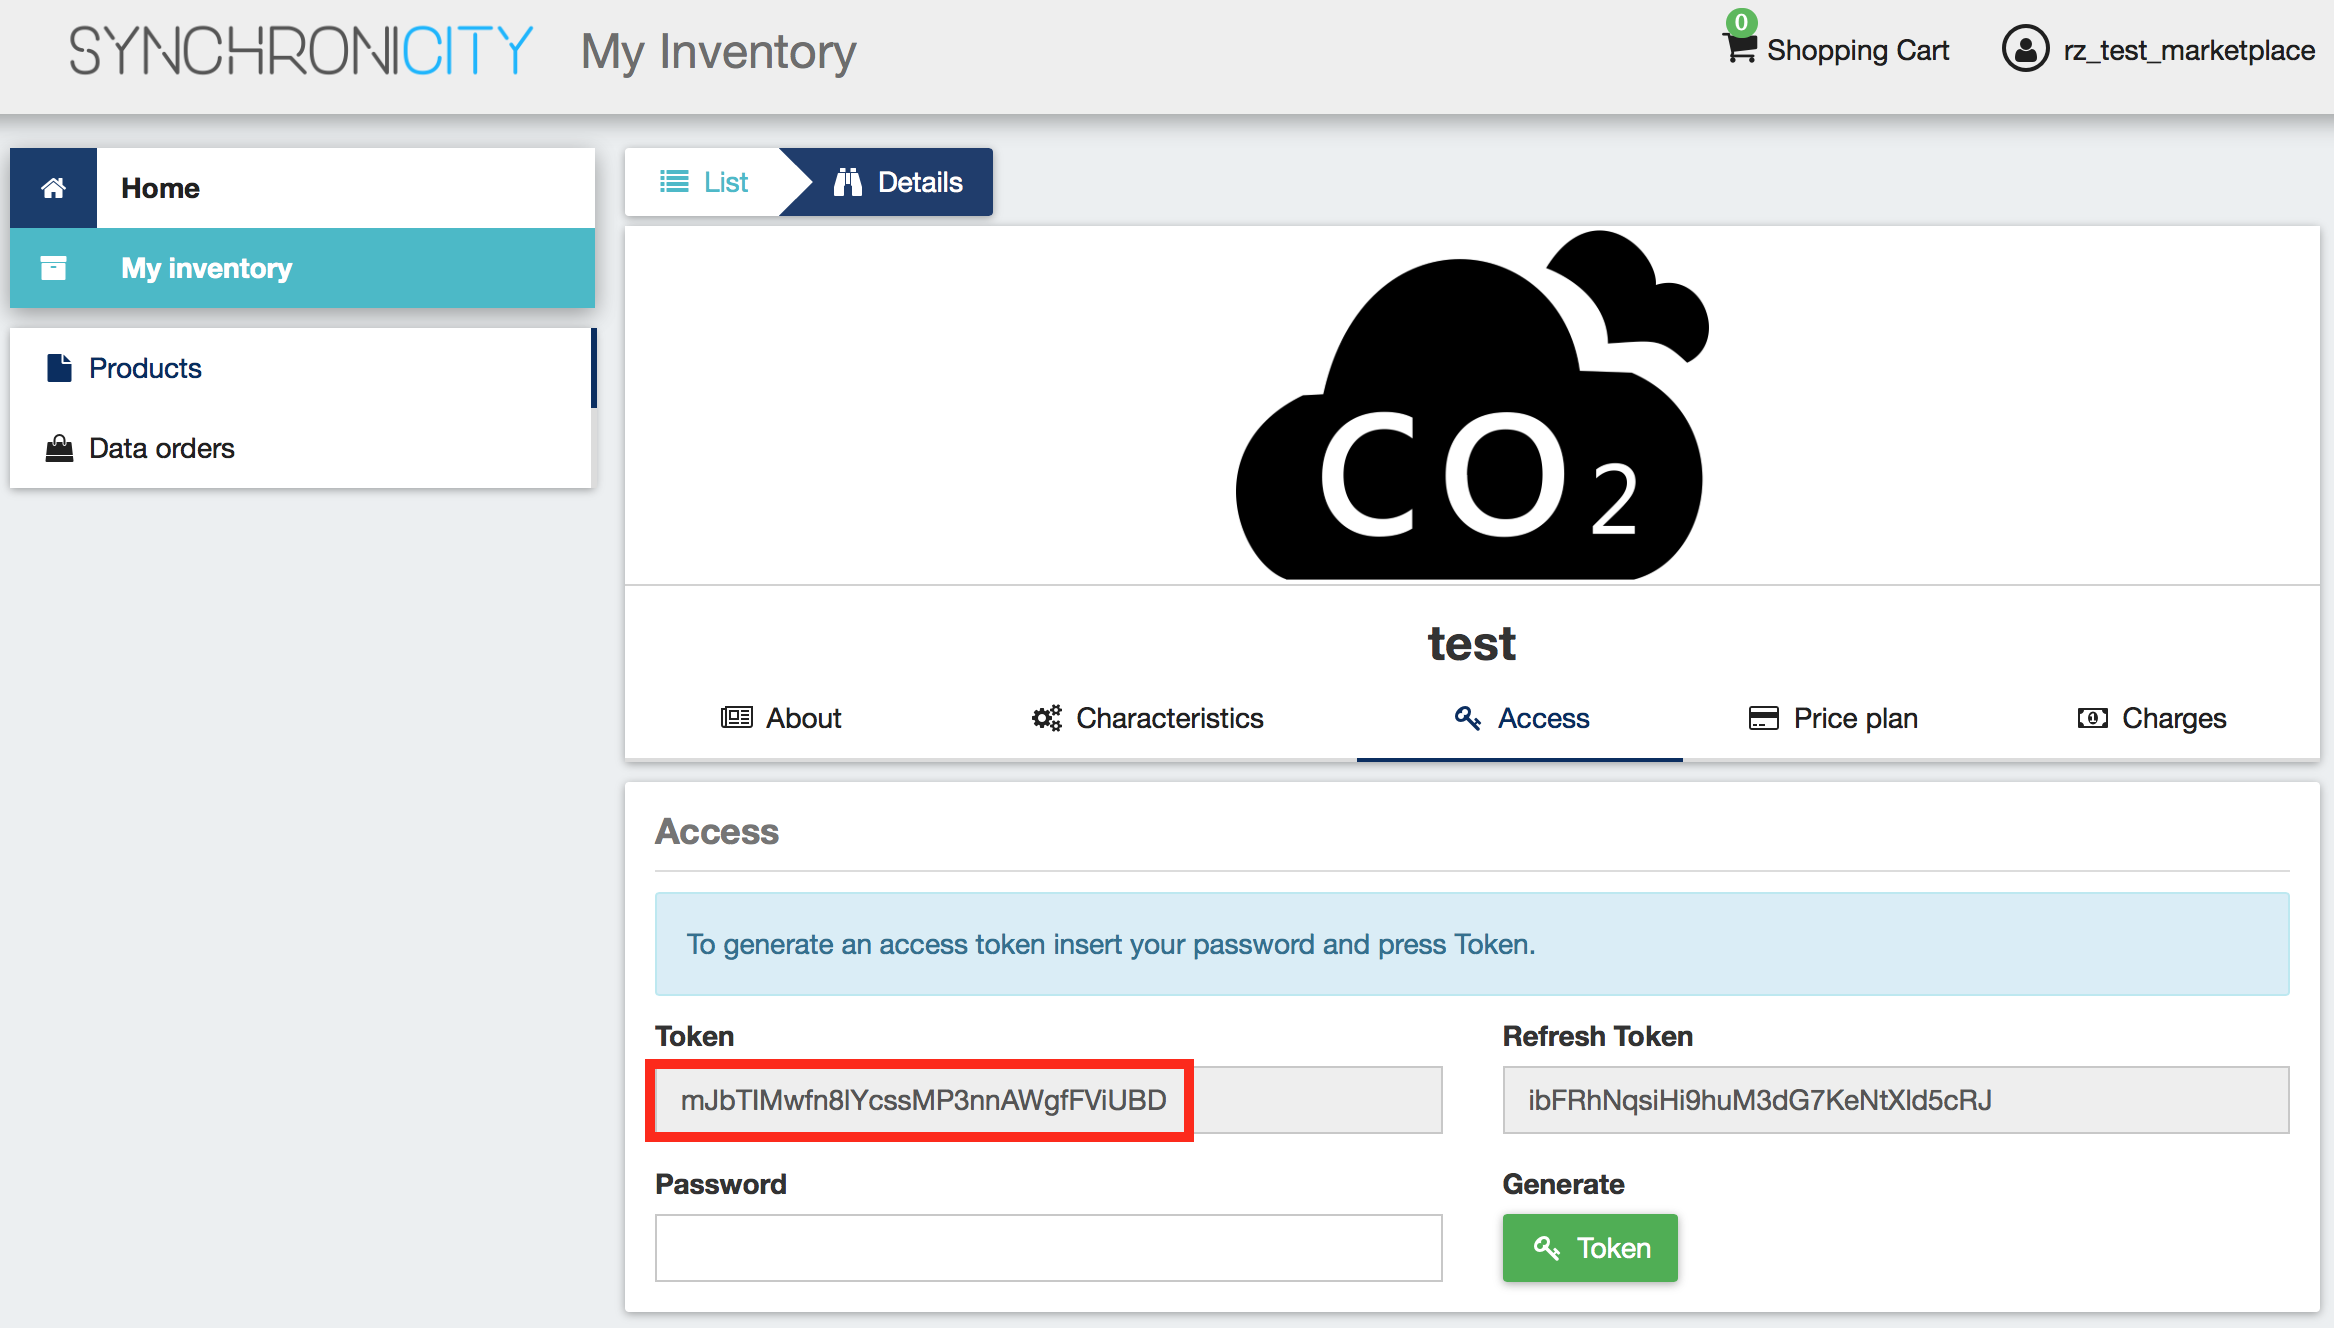 SYNCHRONICITY My Inventory
0
Shopping Cart
rz_test_marketplace
Home
My inventory
Products
Data orders
List
Details
CO2
test
About
Characteristics
Access
Price plan
Charges
Access
To generate an access token insert your password and press Token.
Token
Refresh Token
mJbTIMwfn8lYcssMP3nnAWgfFViUBD
ibFRhNqsiHi9huM3dG7KeNtXld5cRJ
Password
Generate
Token